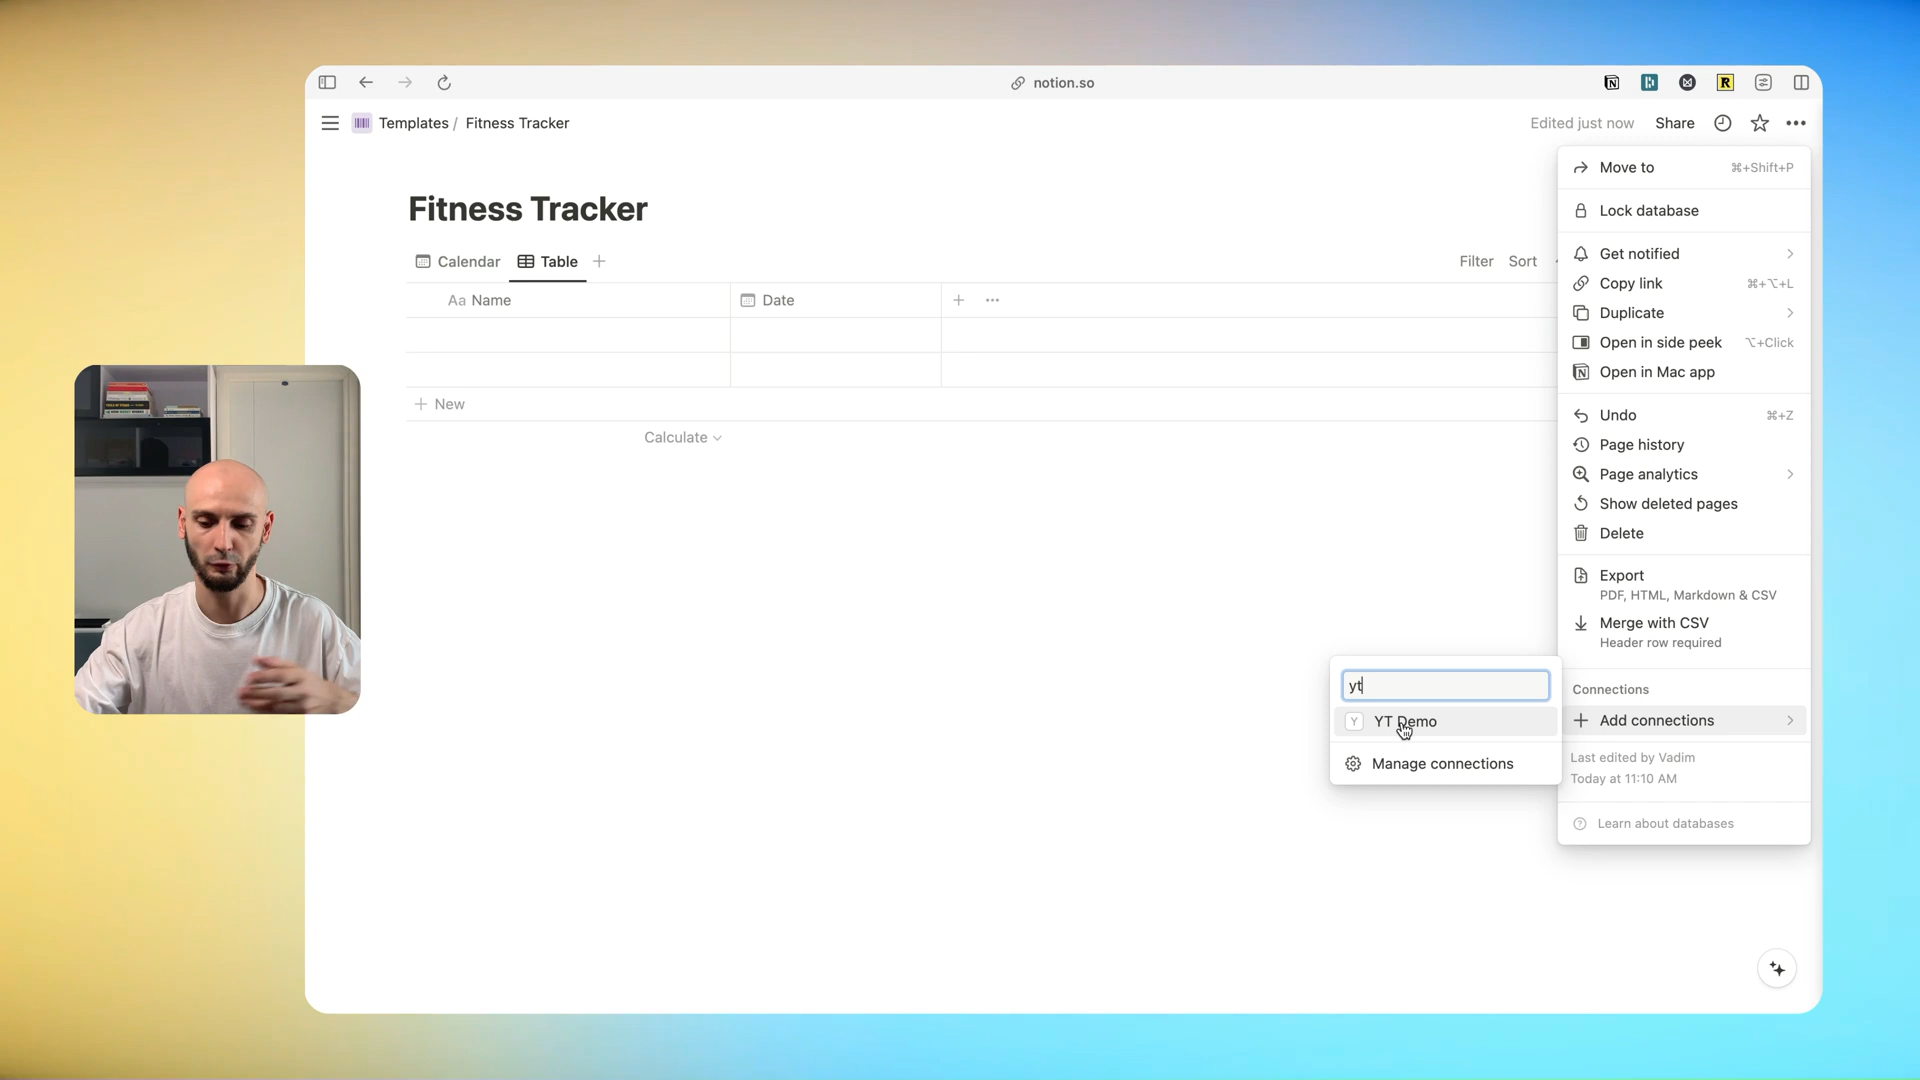 notion.so
Templates / Fitness Tracker
Edited just now Share
Fitness Tracker
Calendar Table
Filter Sort
Aa Name Date
+ New
Calculate
Move to ⌘+Shift+P
Lock database
Get notified
Copy link ⌘+⌥+L
Duplicate
Open in side peek ⌥+Click
Open in Mac app
Undo ⌘+Z
Page history
Page analytics
Show deleted pages
Delete
Export
PDF, HTML, Markdown & CSV
Merge with CSV
Header row required
Connections
Add connections
Last edited by Vadim
Today at 11:10 AM
Learn about databases
yt
Y YT Demo
Manage connections